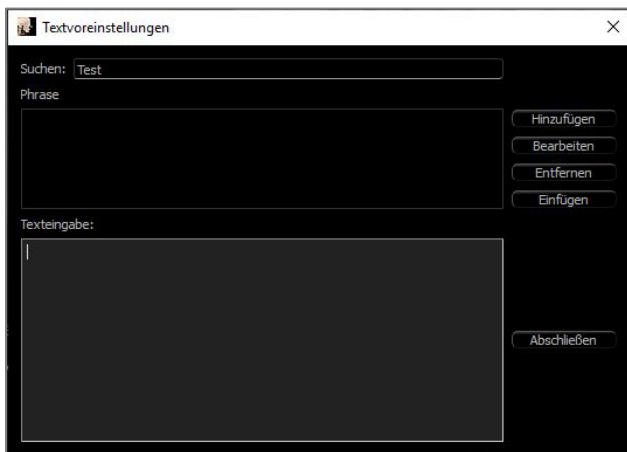 Textvoreinstellungen
Suchen: Test
Phrase
Hinzufügen
Bearbeiten
Entfernen
Einfügen
Texteingabe:
Abschließen